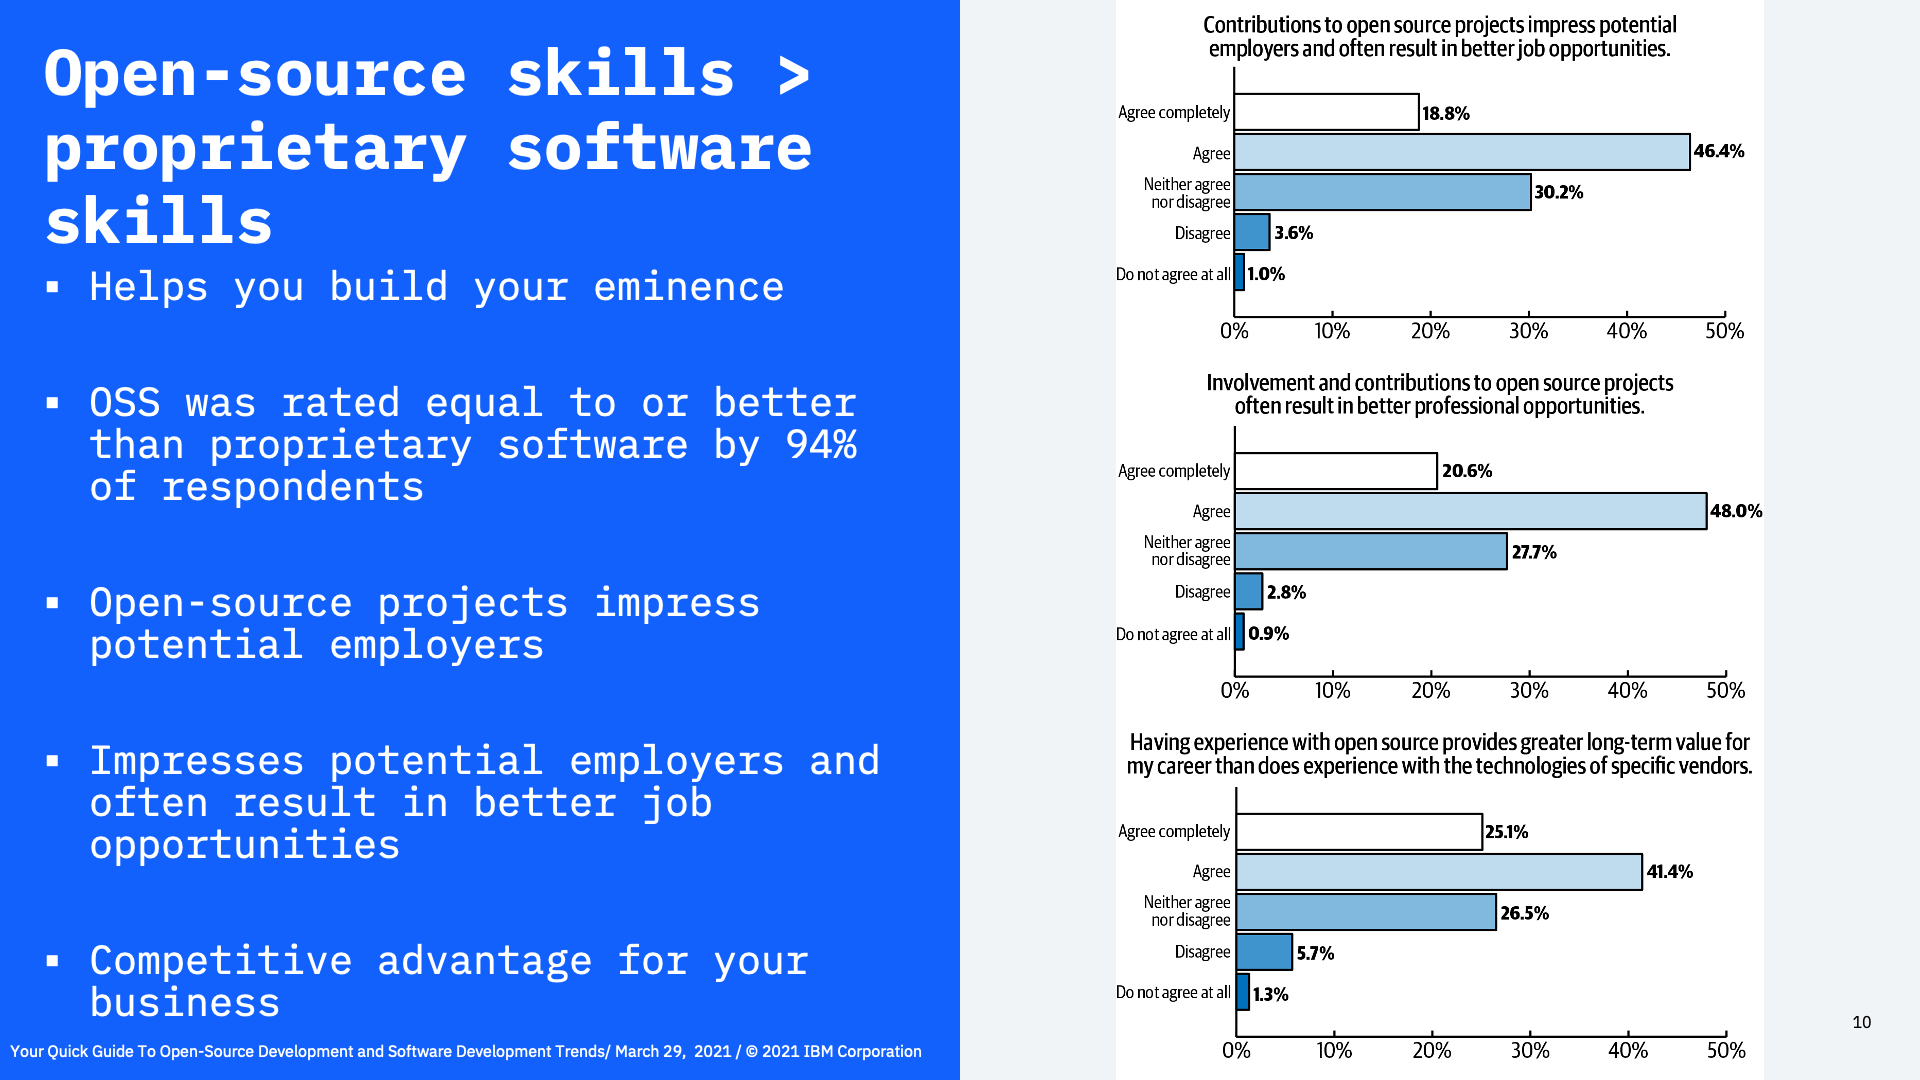 Open-source skills >
proprietary software
skills
▪ Helps you build your eminence
▪ OSS was rated equal to or better
than proprietary software by 94%
of respondents
▪ Open-source projects impress
potential employers
▪ Impresses potential employers and
often result in better job
opportunities
▪ Competitive advantage for your
business
Your Quick Guide To Open-Source Development and Software Development Trends/ March 29, 2021 / © 2021 IBM Corporation
Contributions to open source projects impress potential
employers and often result in better job opportunities.
Agree completely 18.8%
Agree 46.4%
Neither agree
nor disagree 30.2%
Disagree 3.6%
Do not agree at all 1.0%
0% 10% 20% 30% 40% 50%
Involvement and contributions to open source projects
often result in better professional opportunities.
Agree completely 20.6%
Agree 48.0%
Neither agree
nor disagree 27.7%
Disagree 2.8%
Do not agree at all 0.9%
0% 10% 20% 30% 40% 50%
Having experience with open source provides greater long-term value for
my career than does experience with the technologies of specific vendors.
Agree completely 25.1%
Agree 41.4%
Neither agree
nor disagree 26.5%
Disagree 5.7%
Do not agree at all 1.3%
0% 10% 20% 30% 40% 50%
10